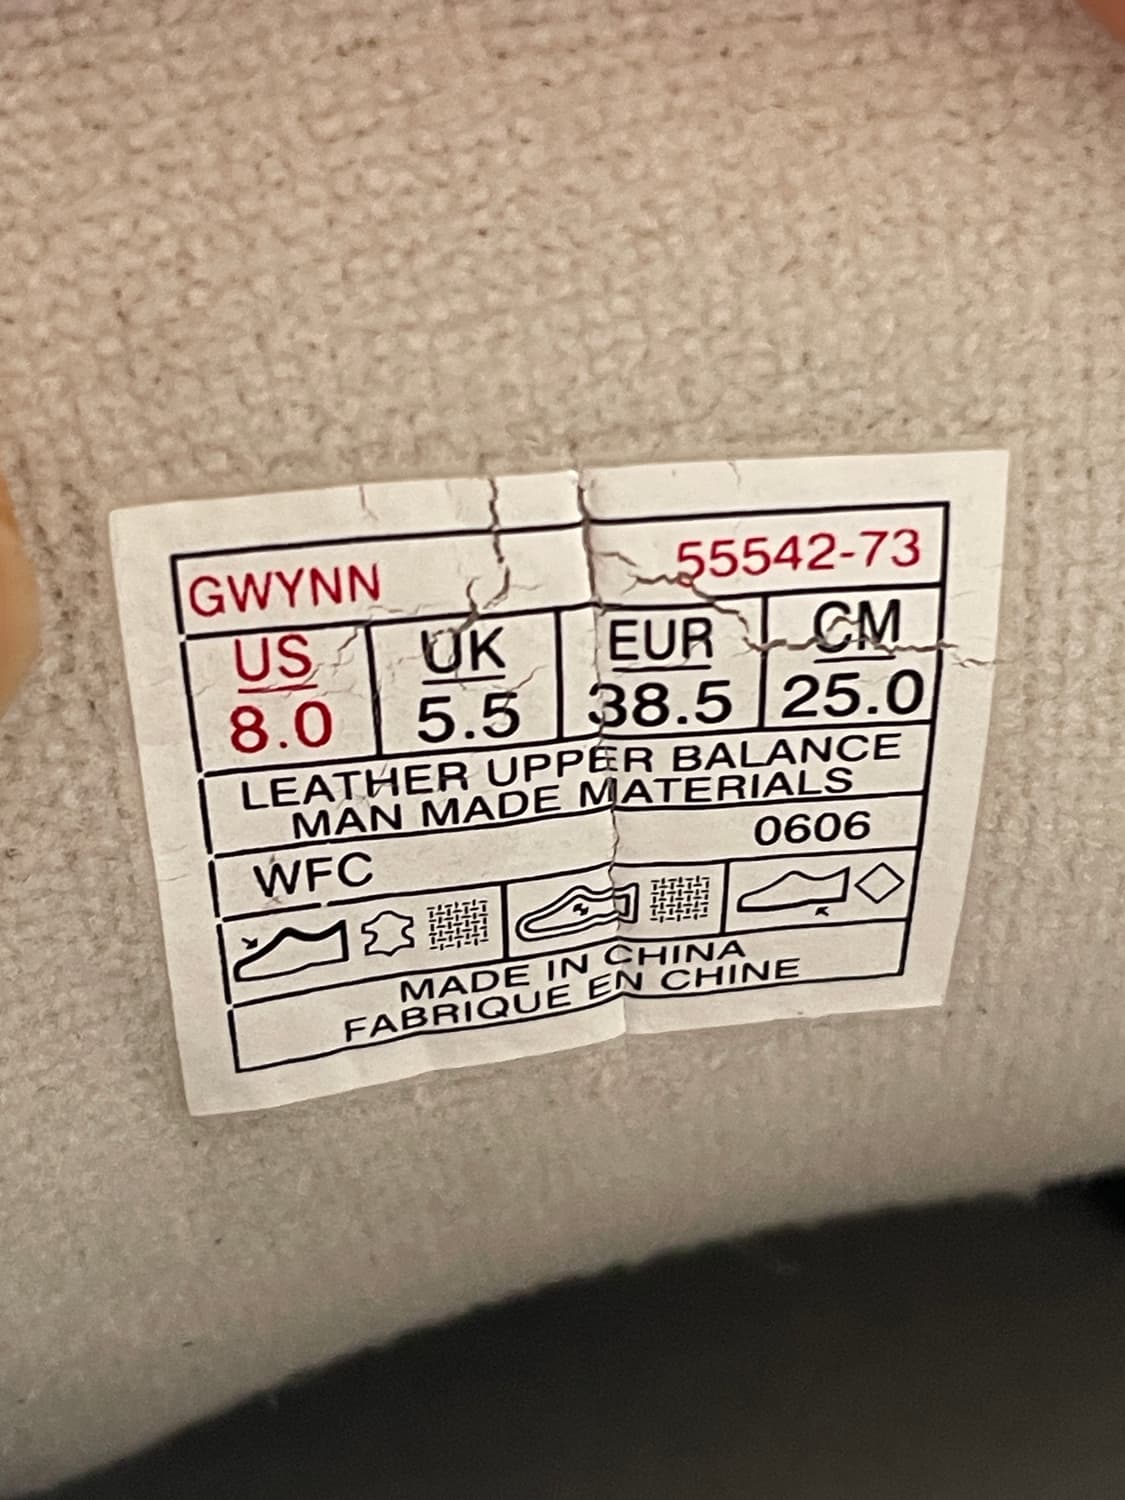 GWYNN 55542-73
US UK EUR CM
8.0 5.5 38.5 25.0
LEATHER UPPER BALANCE
MAN MADE MATERIALS
WFC 0606
MADE IN CHINA
FABRIQUE EN CHINE